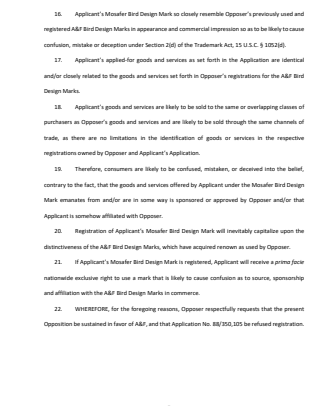 16. Applicant's Mosafer Bird Design Mark so closely resemble Opposer's previously used and
registered A&F Bird Design Marks in appearance and commercial impression so as to be likely to cause
confusion, mistake or deception under Section 2(d) of the Trademark Act, 15 U.S.C. § 1052(d).
17. Applicant's applied-for goods and services as set forth in the Application are identical
and/or closely related to the goods and services set forth in Opposer's registrations for the A&F Bird
Design Marks.
18. Applicant's goods and services are likely to be sold to the same or overlapping classes of
purchasers as Opposer's goods and services and are likely to be sold through the same channels of
trade, as there are no limitations in the identification of goods or services in the respective
registrations owned by Opposer and Applicant's Application.
19. Therefore, consumers are likely to be confused, mistaken, or deceived into the belief,
contrary to the fact, that the goods and services offered by Applicant under the Mosafer Bird Design
Mark emanates from and/or are in some way is sponsored or approved by Opposer and/or that
Applicant is somehow affiliated with Opposer.
20. Registration of Applicant's Mosafer Bird Design Mark will inevitably capitalize upon the
distinctiveness of the A&F Bird Design Marks, which have acquired renown as used by Opposer.
21. If Applicant's Mosafer Bird Design Mark is registered, Applicant will receive a prima facie
nationwide exclusive right to use a mark that is likely to cause confusion as to source, sponsorship
and affiliation with the A&F Bird Design Marks in commerce.
22. WHEREFORE, for the foregoing reasons, Opposer respectfully requests that the present
Opposition be sustained in favor of A&F, and that Application No. 88/350,105 be refused registration.